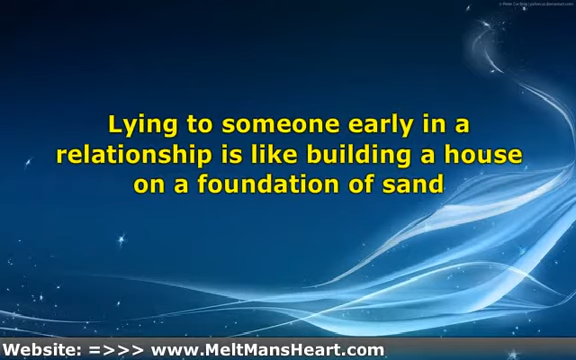 Lying to someone early in a
relationship is like building a house
on a foundation of sand
Website: =>>> www.MeltMansHeart.com